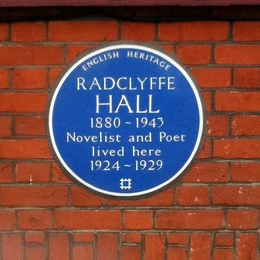 ENGLISH HERITAGE
RADCLYFFE
HALL
1880~1943
Novelist and Poet
lived here
1924~1929